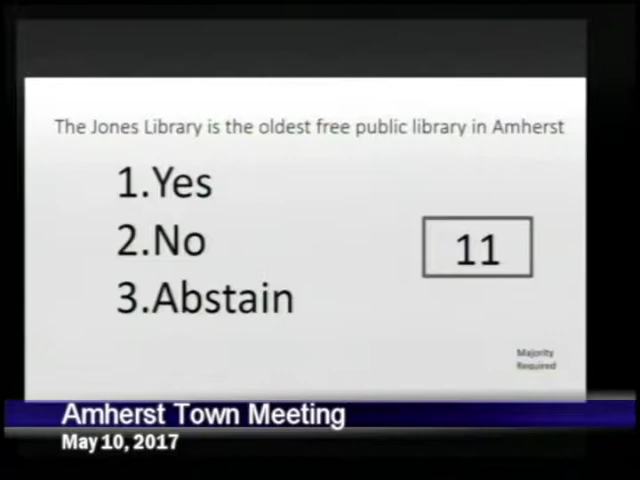 The Jones Library is the oldest free public library in Amherst
1.Yes
2.No
3.Abstain
11
Majority
Required
Amherst Town Meeting
May 10, 2017